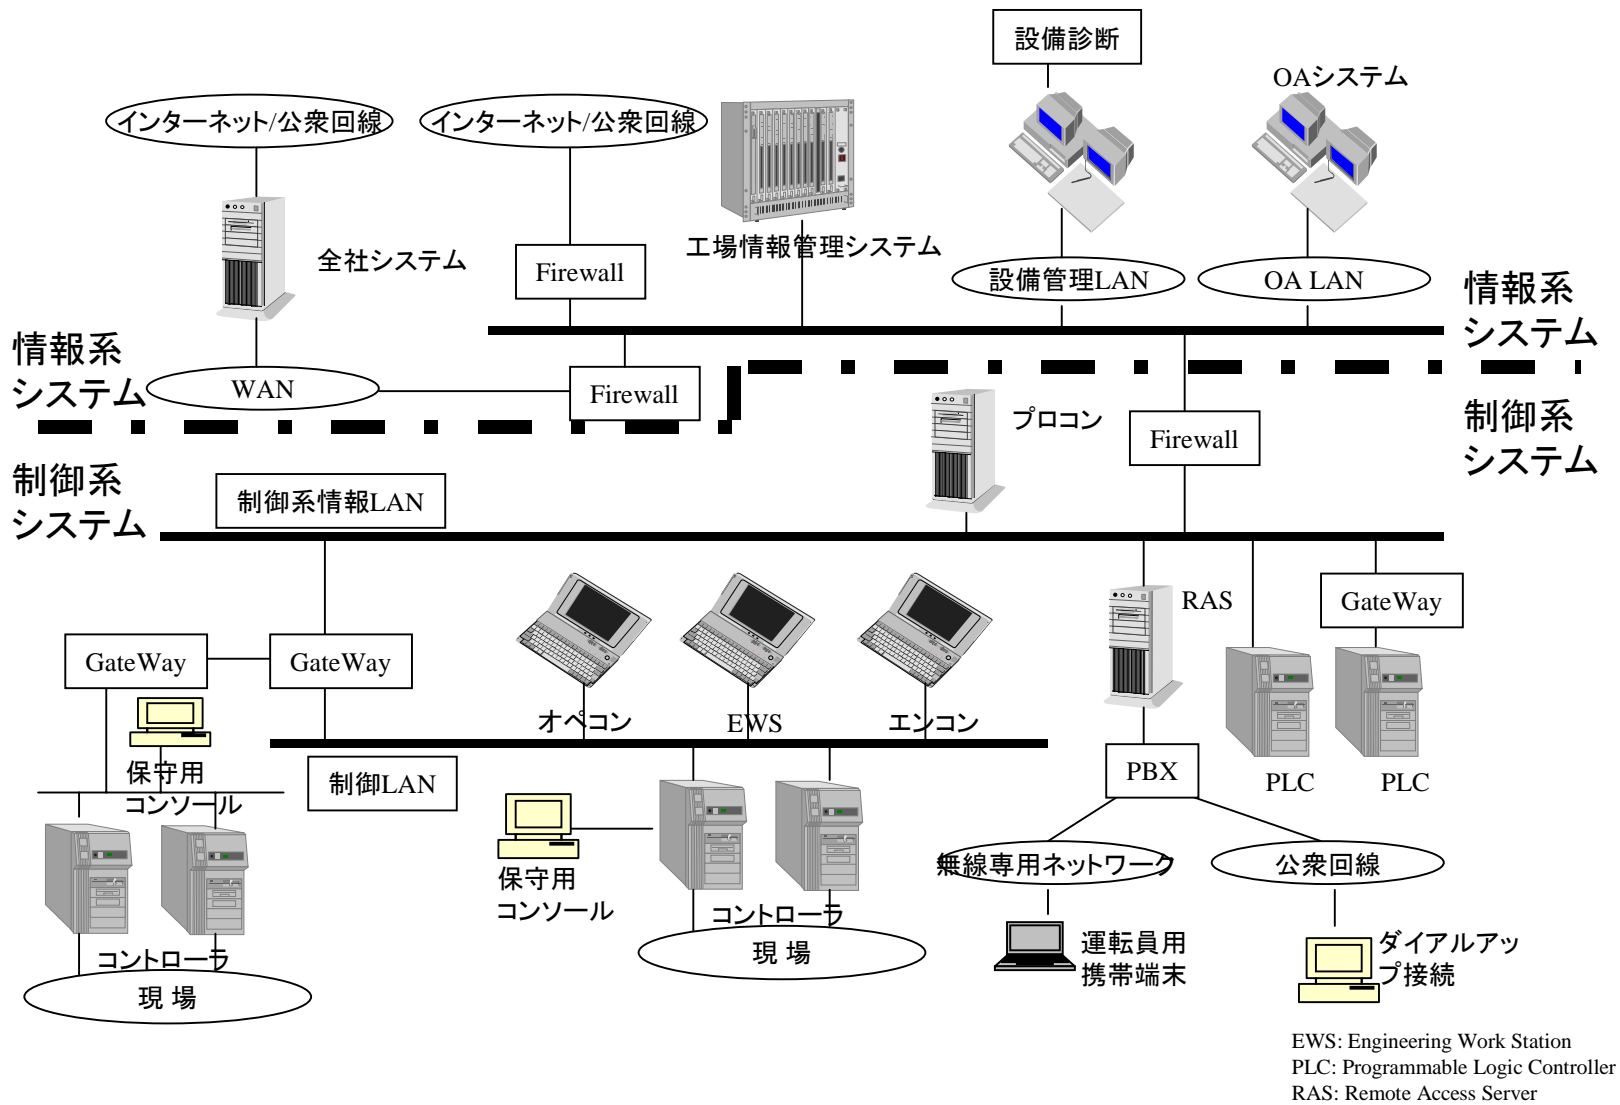 設備診断
OAシステム
インターネット/公衆回線
インターネット/公衆回線
全社システム
Firewall
工場情報管理システム
設備管理LAN
OA LAN
情報系
システム
情報系
システム
WAN
Firewall
プロコン
Firewall
制御系
システム
制御系
システム
制御系情報LAN
RAS
GateWay
GateWay
GateWay
オペコン
EWS
エンコン
保守用
コンソール
制御LAN
PBX
PLC
PLC
保守用
コンソール
コントローラ
無線専用ネットワーク
公衆回線
コントローラ
現 場
現 場
運転員用
携帯端末
ダイアルアッ
プ接続
EWS: Engineering Work Station
PLC: Programmable Logic Controller
RAS: Remote Access Server